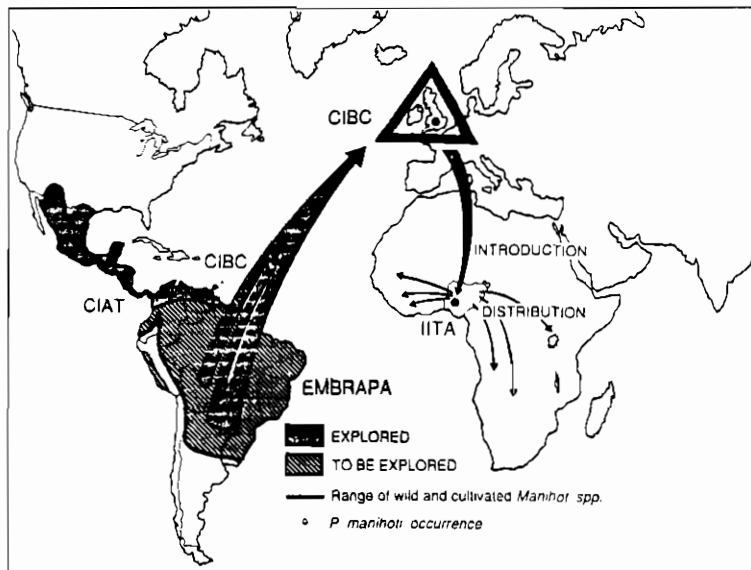 CIBC
INTRODUCTION
CIBC
CIAT
DISTRIBUTION
IITA
EMBRAPA
EXPLORED
TO BE EXPLORED
Range of wild and cultivated Manihot spp.
P manihoti occurrence